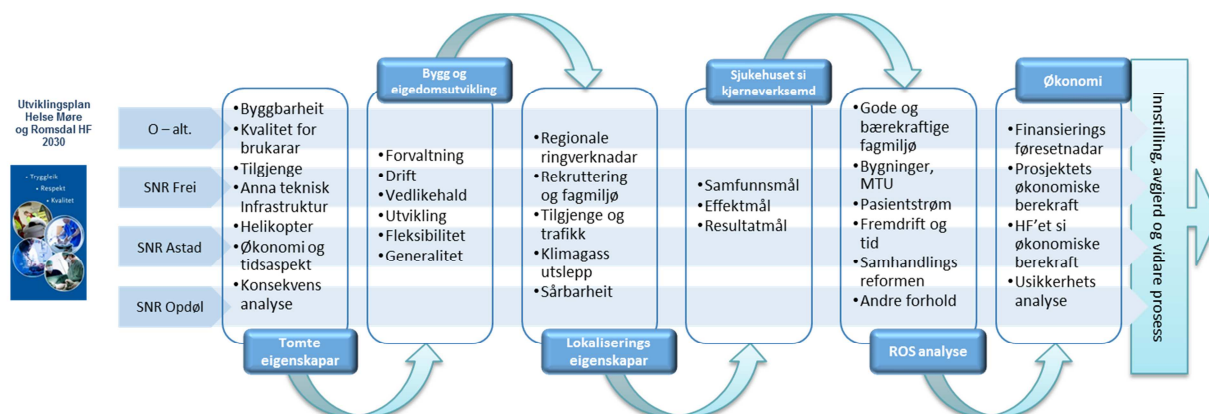 Utviklingsplan
Helse Møre
og Romsdal HF
2030
• Tryggleik
• Respekt
• Kvalitet
O – alt.
SNR Frei
SNR Astad
SNR Opdøl
•Byggbarheit
•Kvalitet for
brukarar
•Tilgjenge
•Anna teknisk
Infrastruktur
•Helikopter
•Økonomi og
tidsaspekt
•Konsekvens
analyse
Tomte
eigenskapar
Bygg og
eigedomsutvikling
•Forvaltning
•Drift
•Vedlikehald
•Utvikling
•Fleksibilitet
•Generalitet
•Regionale
ringverknadar
•Rekruttering
og fagmiljø
•Tilgjenge og
trafikk
•Klimagass
utslepp
•Sårbarheit
Lokaliserings
eigenskapar
Sjukehuset si
kjerneverksemd
•Samfunnsmål
•Effektmål
•Resultatmål
•Gode og
bærekraftige
fagmiljø
•Bygninger,
MTU
•Pasientstrøm
•Fremdrift og
tid
•Samhandlings
reformen
•Andre forhold
ROS analyse
Økonomi
•Finansierings
føresetnadar
•Prosjektets
økonomiske
berekraft
•HF'et si
økonomiske
berekraft
•Usikkerhets
analyse
Innstilling, avgjerd og vidare prosess